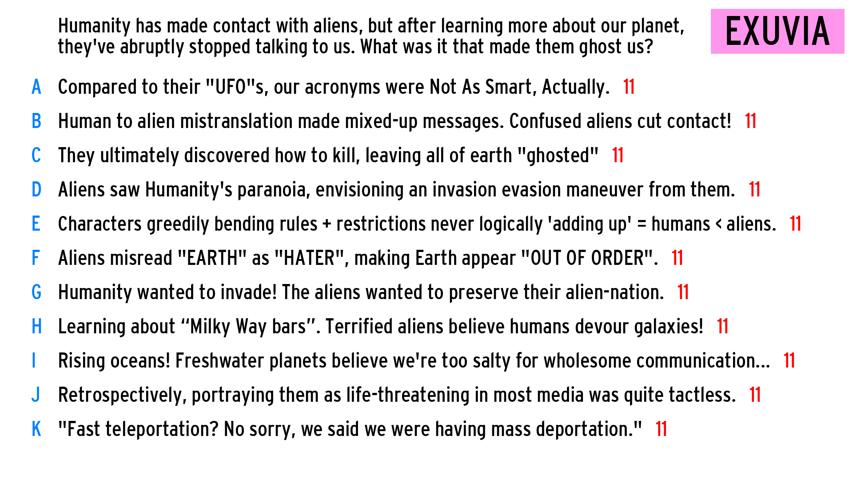 Humanity has made contact with aliens, but after learning more about our planet,
they've abruptly stopped talking to us. What was it that made them ghost us?
EXUVIA
A Compared to their "UFO"s, our acronyms were Not As Smart, Actually. 11
B Human to alien mistranslation made mixed-up messages. Confused aliens cut contact! 11
C They ultimately discovered how to kill, leaving all of earth "ghosted" 11
D Aliens saw Humanity's paranoia, envisioning an invasion evasion maneuver from them. 11
E Characters greedily bending rules + restrictions never logically 'adding up' = humans < aliens. 11
F Aliens misread "EARTH" as "HATER", making Earth appear "OUT OF ORDER". 11
G Humanity wanted to invade! The aliens wanted to preserve their alien-nation. 11
H Learning about “Milky Way bars”. Terrified aliens believe humans devour galaxies! 11
I Rising oceans! Freshwater planets believe we're too salty for wholesome communication... 11
J Retrospectively, portraying them as life-threatening in most media was quite tactless. 11
K "Fast teleportation? No sorry, we said we were having mass deportation." 11